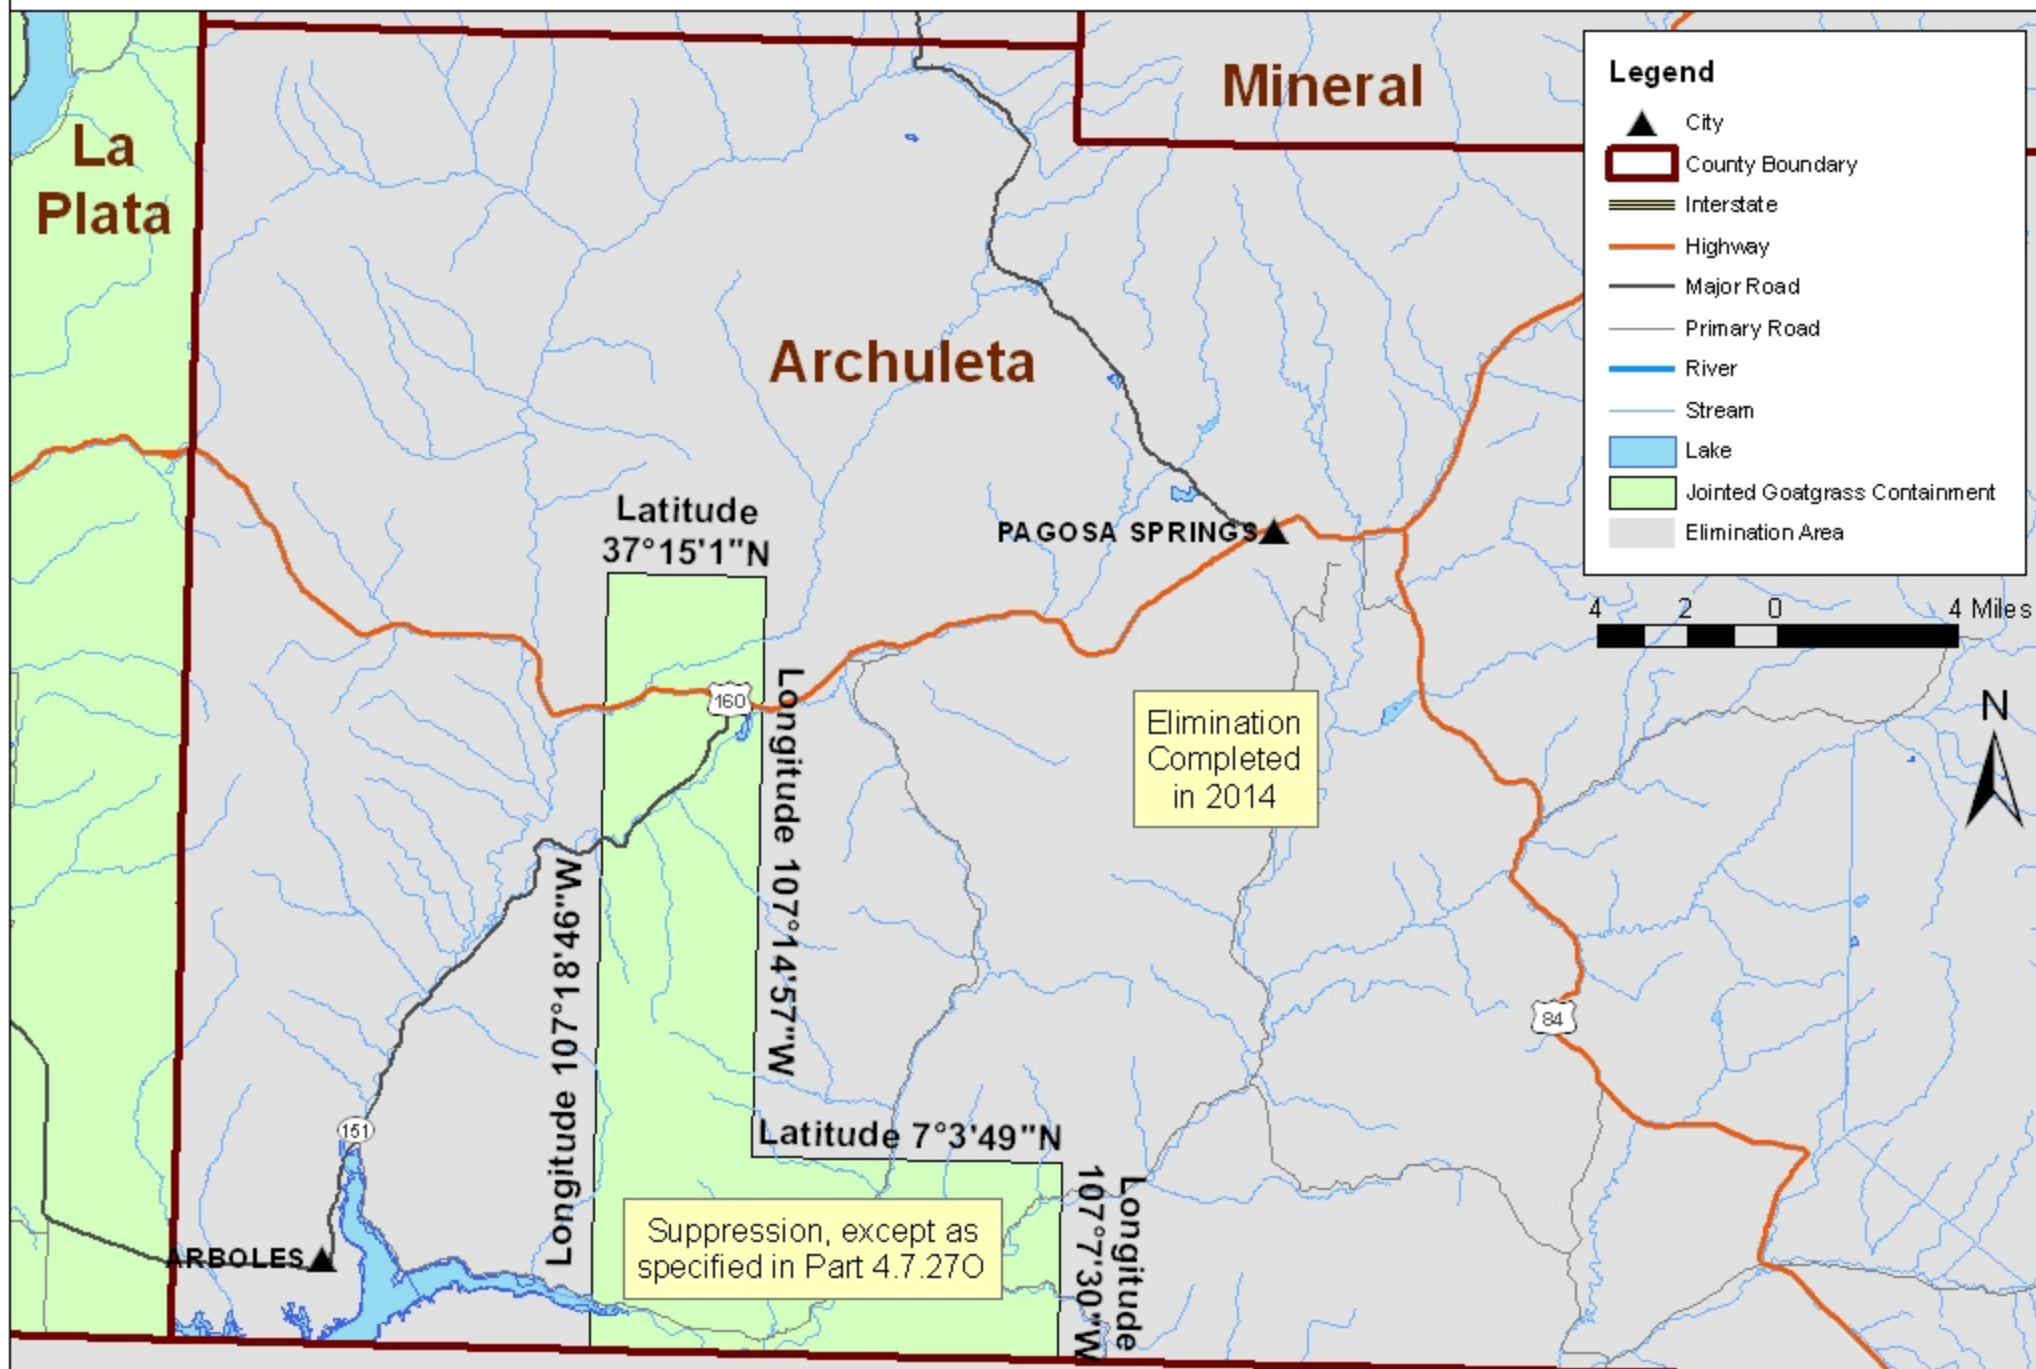 La
Plata
Mineral
Archuleta
Legend
City
County Boundary
Interstate
Highway
Major Road
Primary Road
River
Stream
Lake
Jointed Goatgrass Containment
Elimination Area
4 2 0 4 Miles
N
Latitude
37°15'1"N
PAGOSA SPRINGS
160
Longitude 107°14'57"W
Elimination
Completed
in 2014
Longitude 107°18'46"W
84
151
Latitude 7°3'49"N
Longitude
107°7'30"W
Suppression, except as
specified in Part 4.7.27O
ARBOLES